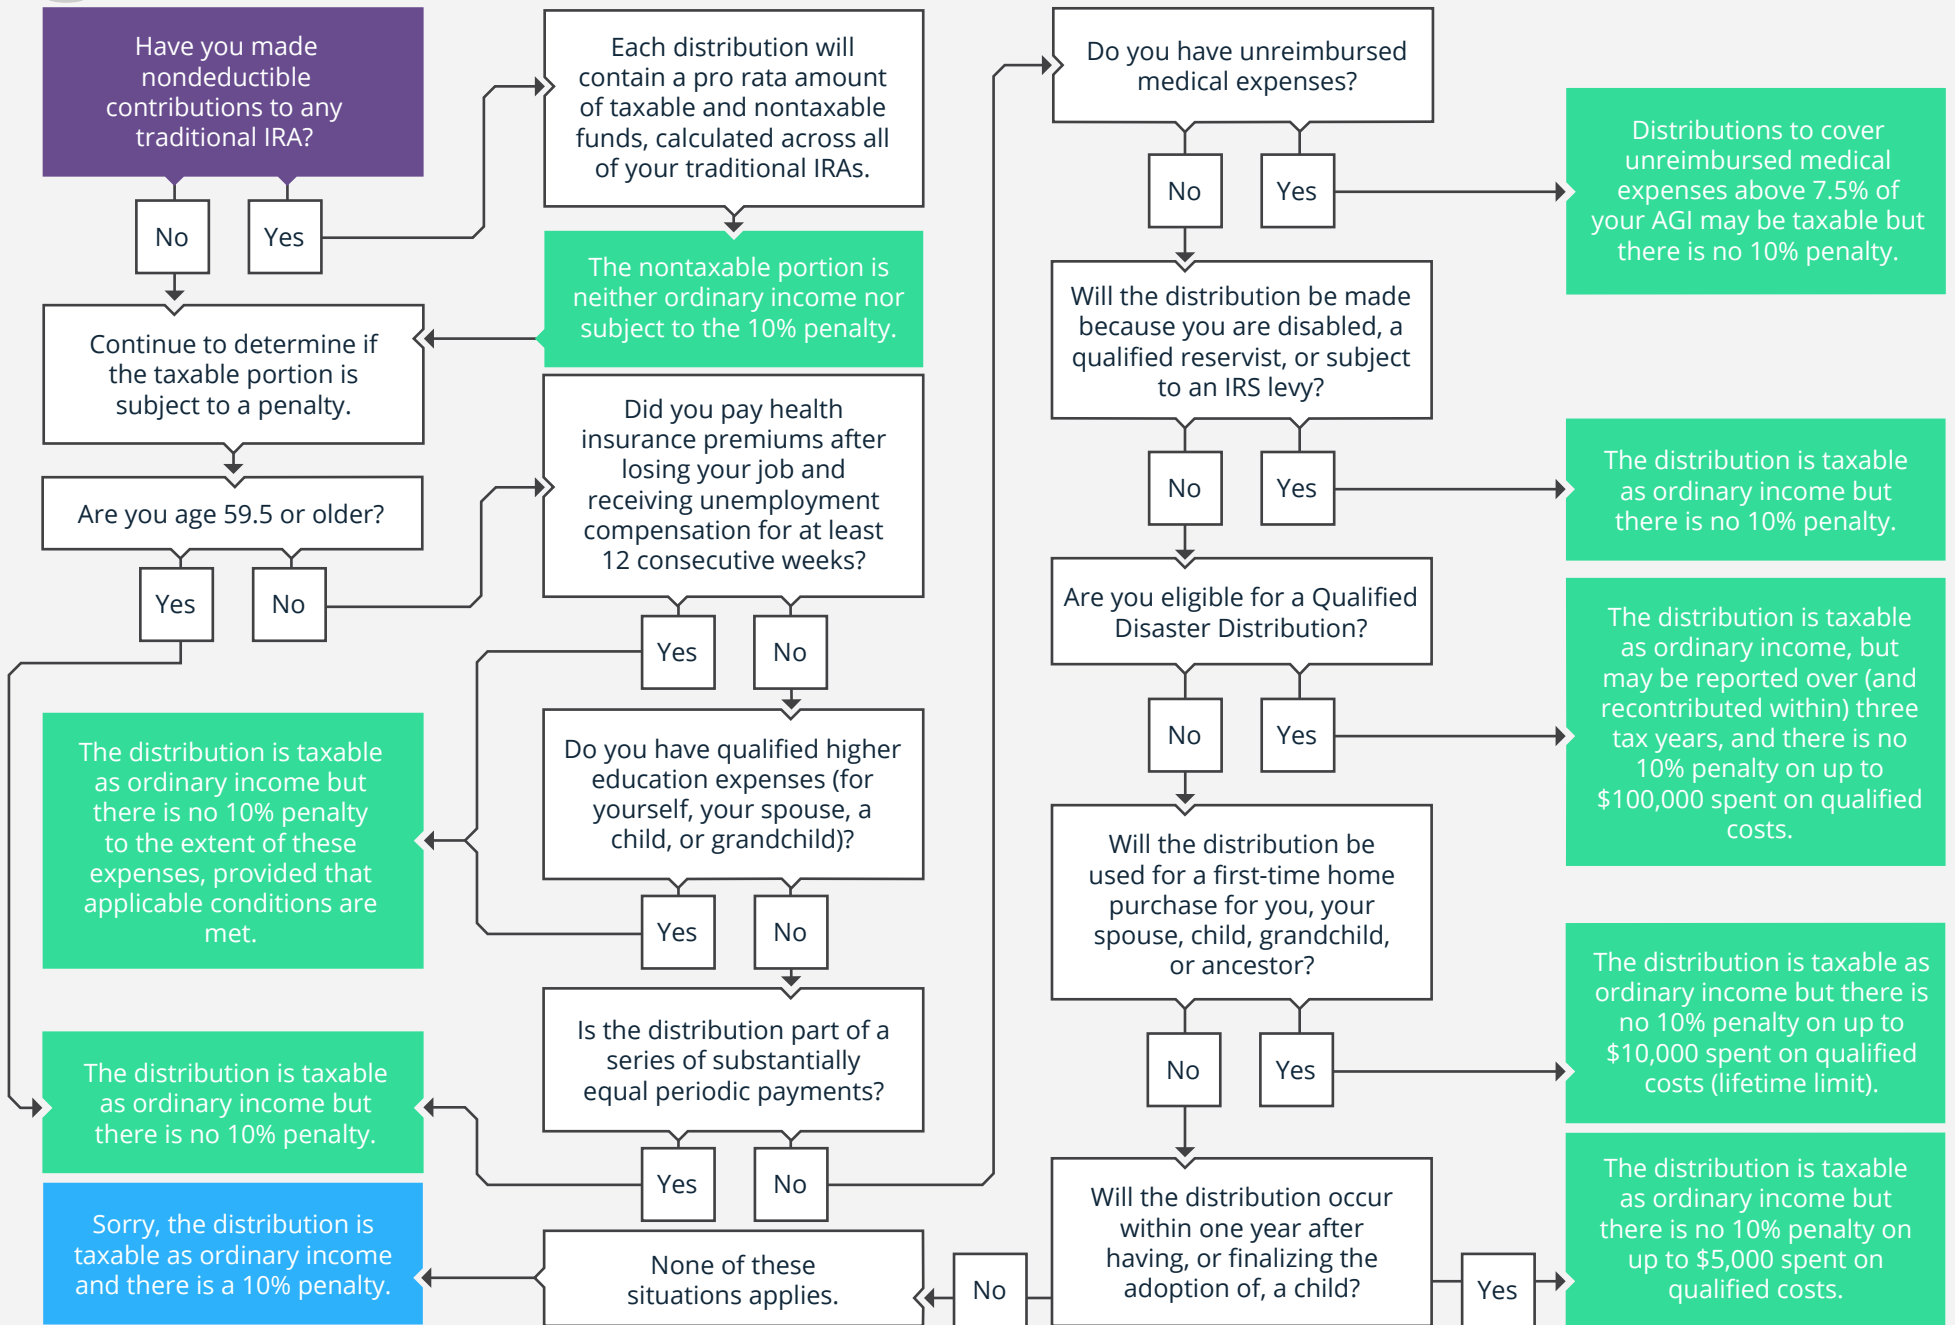 Have you made
nondeductible
contributions to any
traditional IRA?
No
Yes
Each distribution will
contain a pro rata amount
of taxable and nontaxable
funds, calculated across all
of your traditional IRAs.
The nontaxable portion is
neither ordinary income nor
subject to the 10% penalty.
Continue to determine if
the taxable portion is
subject to a penalty.
Are you age 59.5 or older?
Yes
No
Did you pay health
insurance premiums after
losing your job and
receiving unemployment
compensation for at least
12 consecutive weeks?
Yes
No
The distribution is taxable
as ordinary income but
there is no 10% penalty
to the extent of these
expenses, provided that
applicable conditions are
met.
Do you have qualified higher
education expenses (for
yourself, your spouse, a
child, or grandchild)?
Yes
No
Is the distribution part of a
series of substantially
equal periodic payments?
Yes
No
The distribution is taxable
as ordinary income but
there is no 10% penalty.
Do you have unreimbursed
medical expenses?
No
Yes
Distributions to cover
unreimbursed medical
expenses above 7.5% of
your AGI may be taxable but
there is no 10% penalty.
Will the distribution be made
because you are disabled, a
qualified reservist, or subject
to an IRS levy?
No
Yes
The distribution is taxable
as ordinary income but
there is no 10% penalty.
Are you eligible for a Qualified
Disaster Distribution?
No
Yes
The distribution is taxable
as ordinary income, but
may be reported over (and
recontributed within) three
tax years, and there is no
10% penalty on up to
$100,000 spent on qualified
costs.
Will the distribution be
used for a first-time home
purchase for you, your
spouse, child, grandchild,
or ancestor?
No
Yes
The distribution is taxable as
ordinary income but there is
no 10% penalty on up to
$10,000 spent on qualified
costs (lifetime limit).
Will the distribution occur
within one year after
having, or finalizing the
adoption of, a child?
Yes
The distribution is taxable
as ordinary income but
there is no 10% penalty on
up to $5,000 spent on
qualified costs.
No
None of these
situations applies.
Sorry, the distribution is
taxable as ordinary income
and there is a 10% penalty.